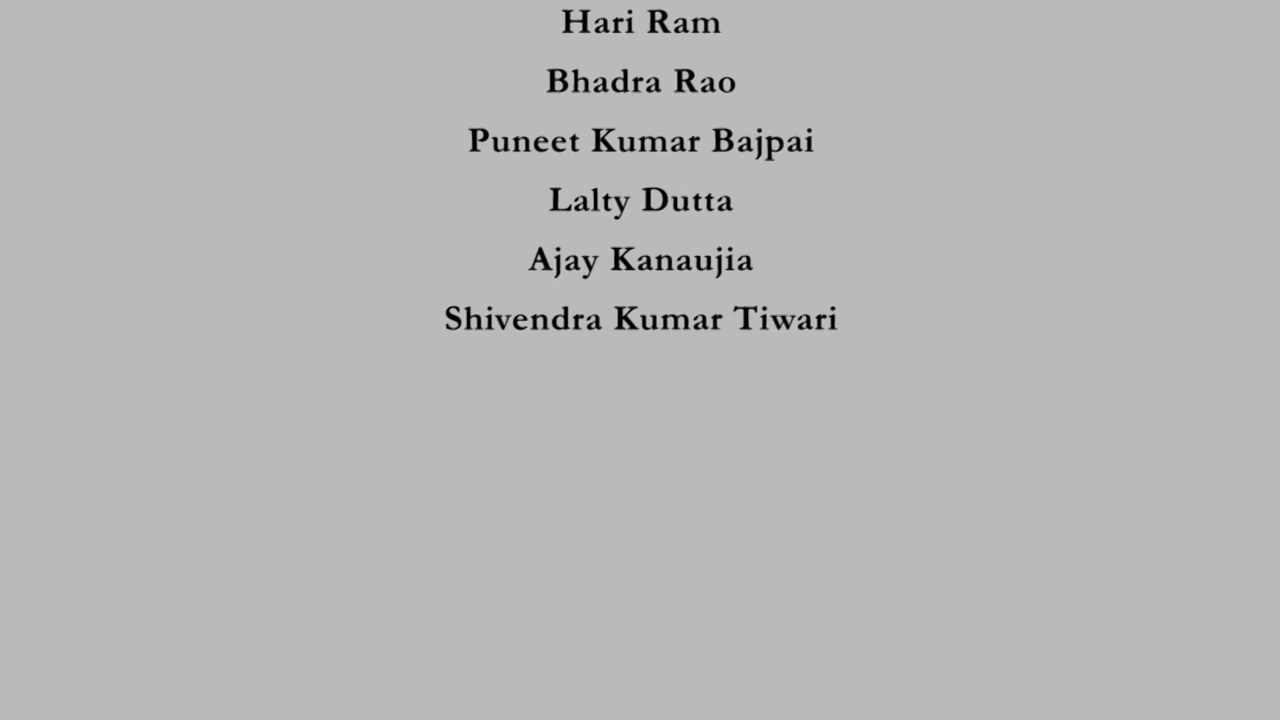 Hari Ram
Bhadra Rao
Puneet Kumar Bajpai
Lalty Dutta
Ajay Kanaujia
Shivendra Kumar Tiwari